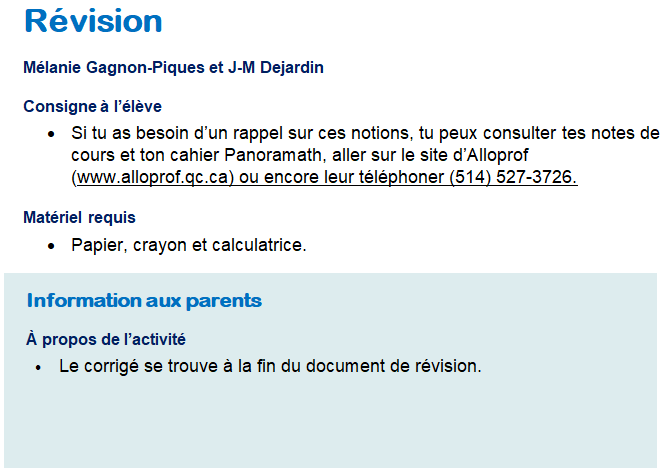 Révision
Mélanie Gagnon-Piques et J-M Dejardin
Consigne à l’élève
• Si tu as besoin d’un rappel sur ces notions, tu peux consulter tes notes de
cours et ton cahier Panoramath, aller sur le site d’Alloprof
(www.alloprof.qc.ca) ou encore leur téléphoner (514) 527-3726.
Matériel requis
• Papier, crayon et calculatrice.
Information aux parents
À propos de l’activité
• Le corrigé se trouve à la fin du document de révision.